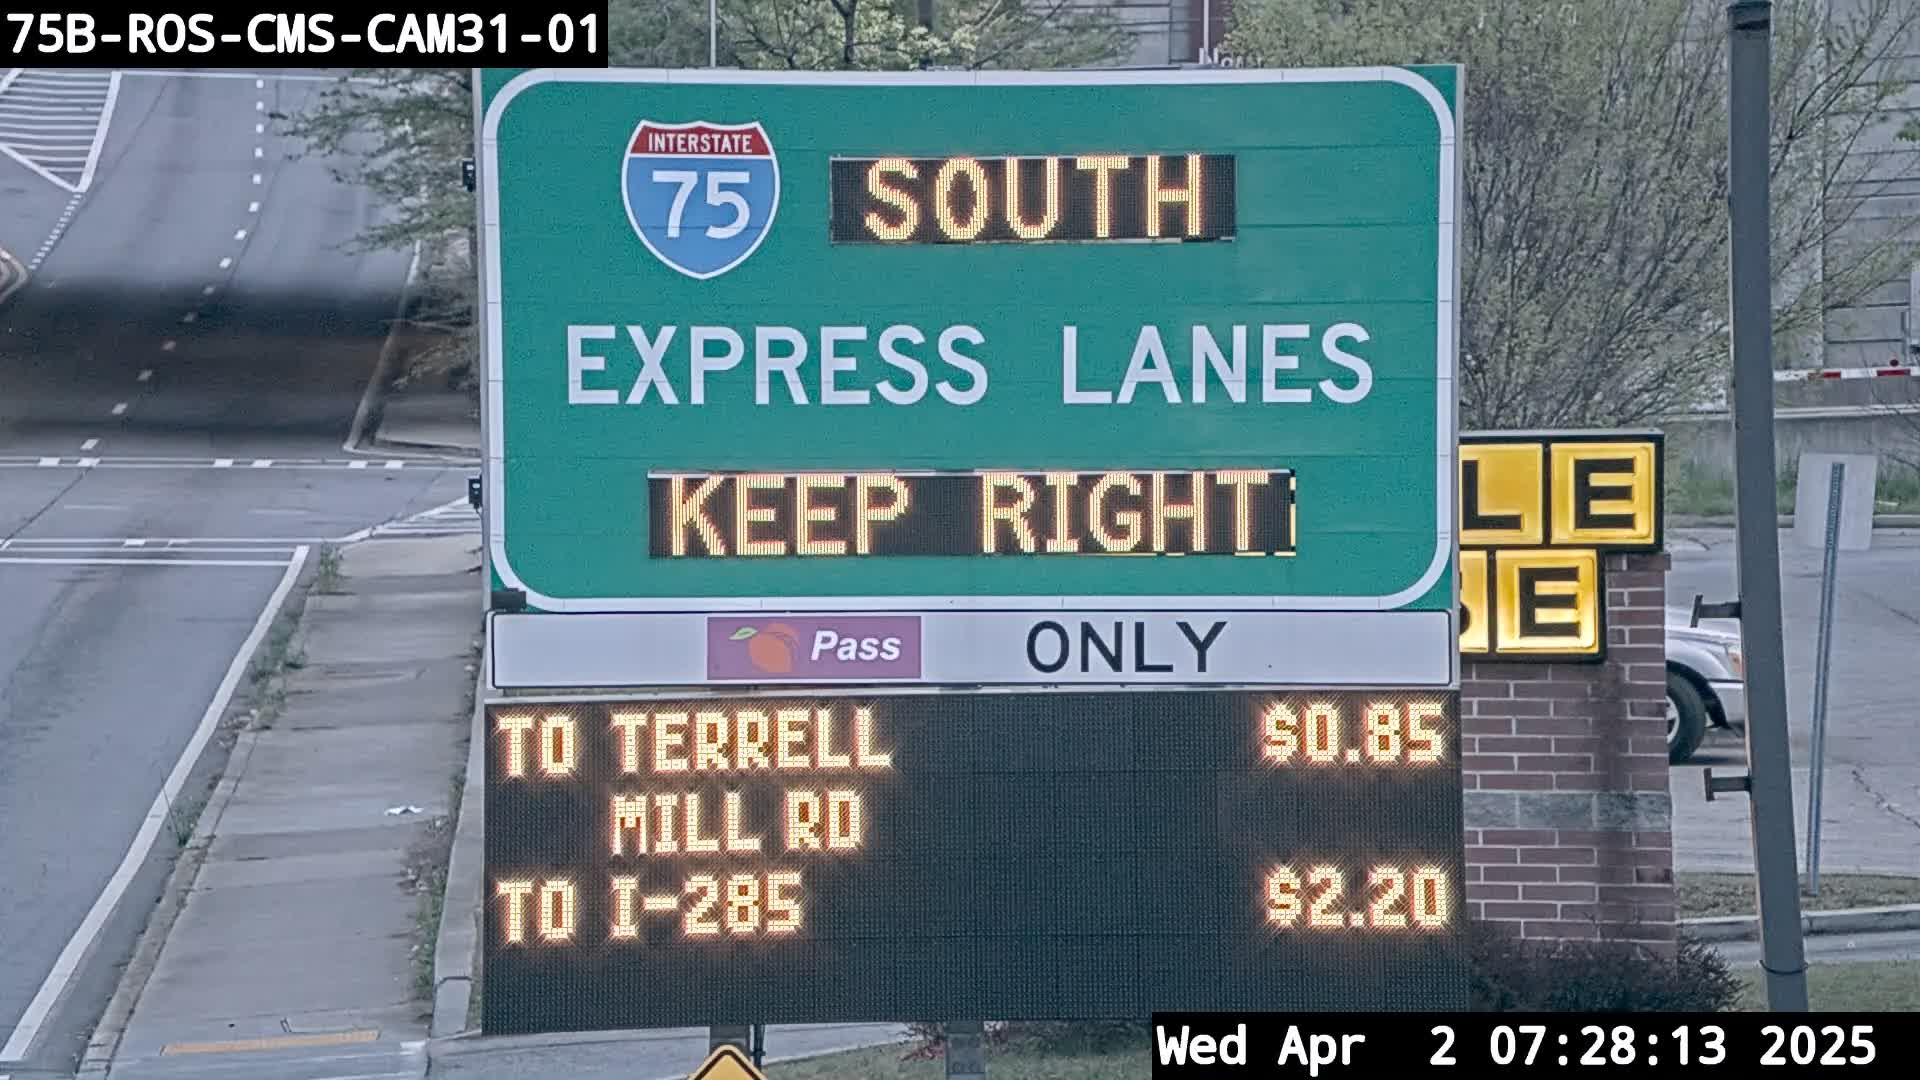 75B-ROS-CMS-CAM31-01
INTERSTATE
75
SOUTH
EXPRESS LANES
KEEP RIGHT
Pass ONLY
LE
E
TO TERRELL $0.85
MILL RD
TO I-285 $2.20
Wed Apr 2 07:28:13 2025